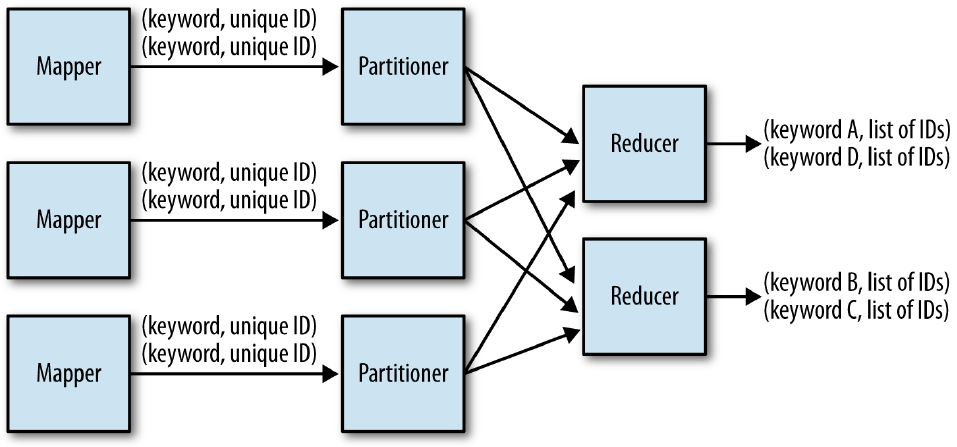 (keyword, unique ID)
(keyword, unique ID)
Mapper
Partitioner
(keyword, unique ID)
(keyword, unique ID)
Mapper
Partitioner
(keyword, unique ID)
(keyword, unique ID)
Mapper
Partitioner
Reducer
(keyword A, list of IDs)
(keyword D, list of IDs)
Reducer
(keyword B, list of IDs)
(keyword C, list of IDs)